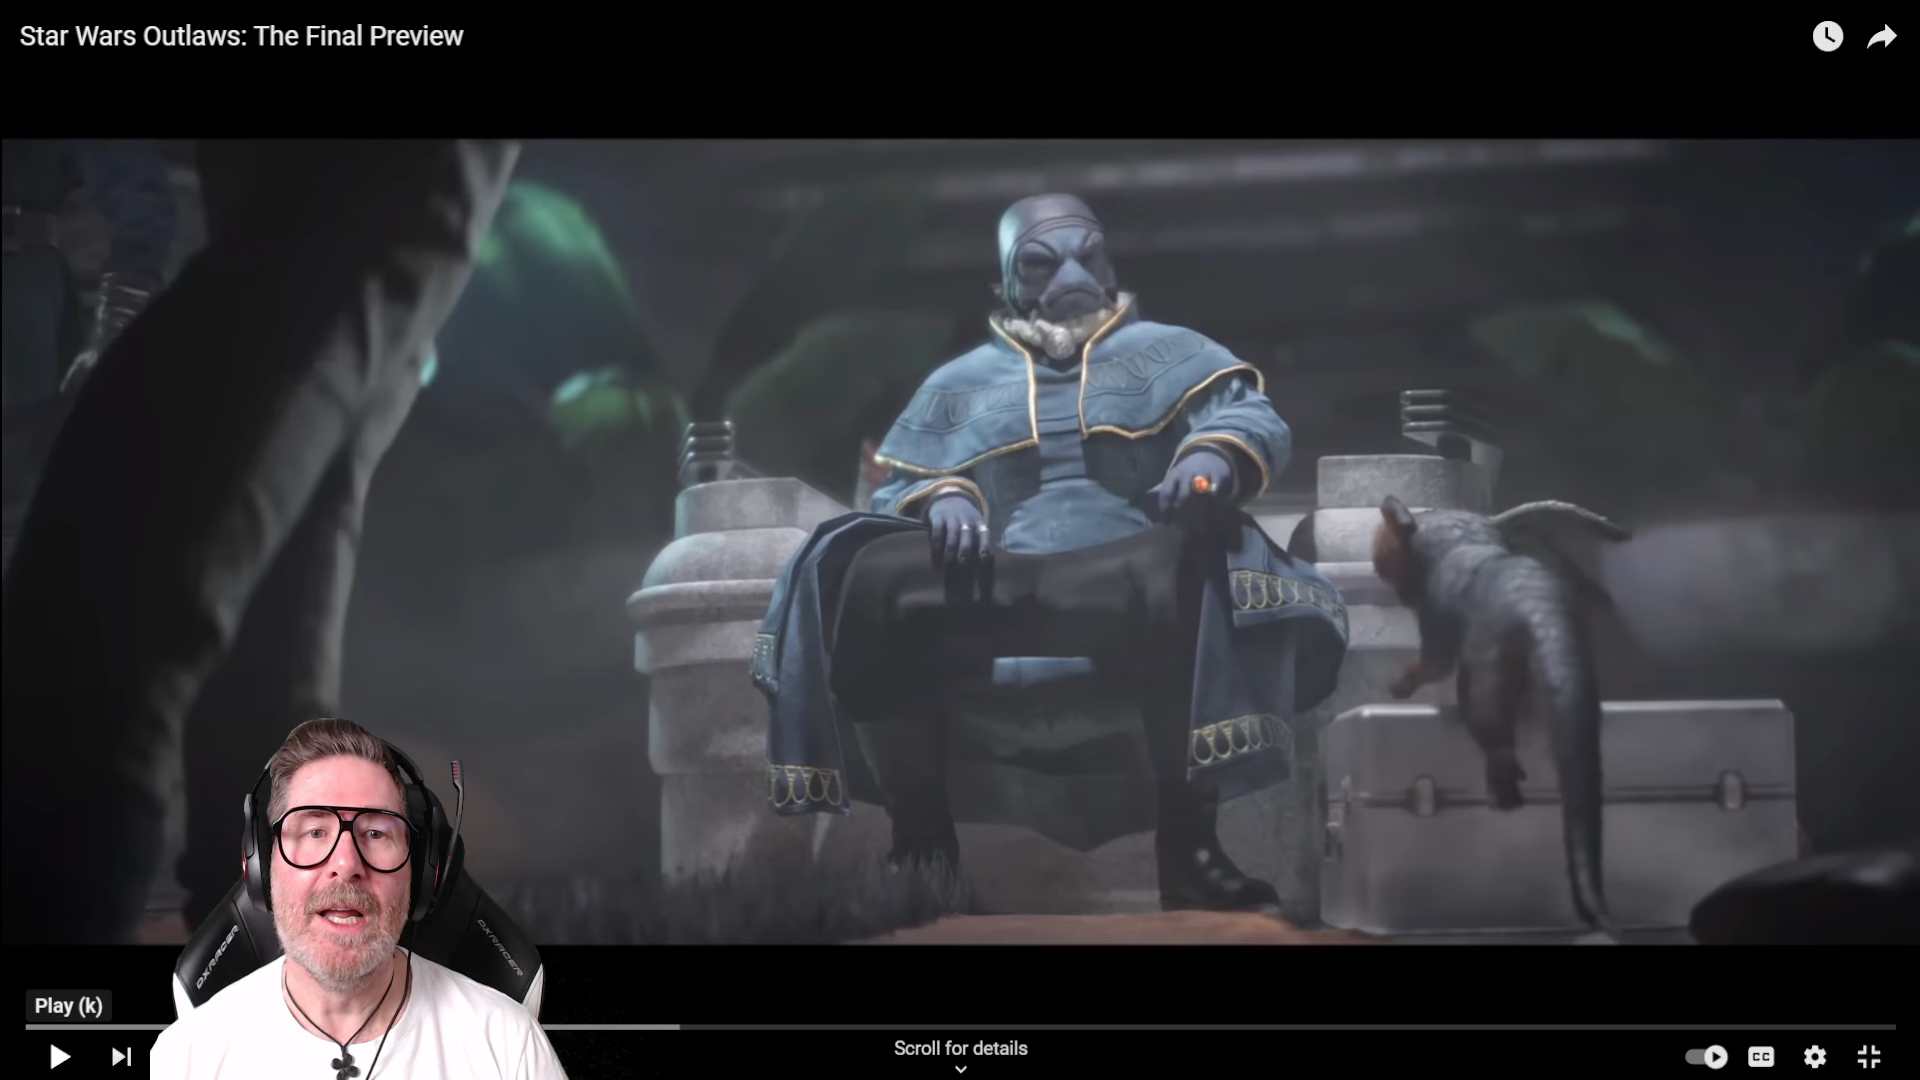 Star Wars Outlaws: The Final Preview
DXRACER
DXRACER
Play (k)
Scroll for details
CC